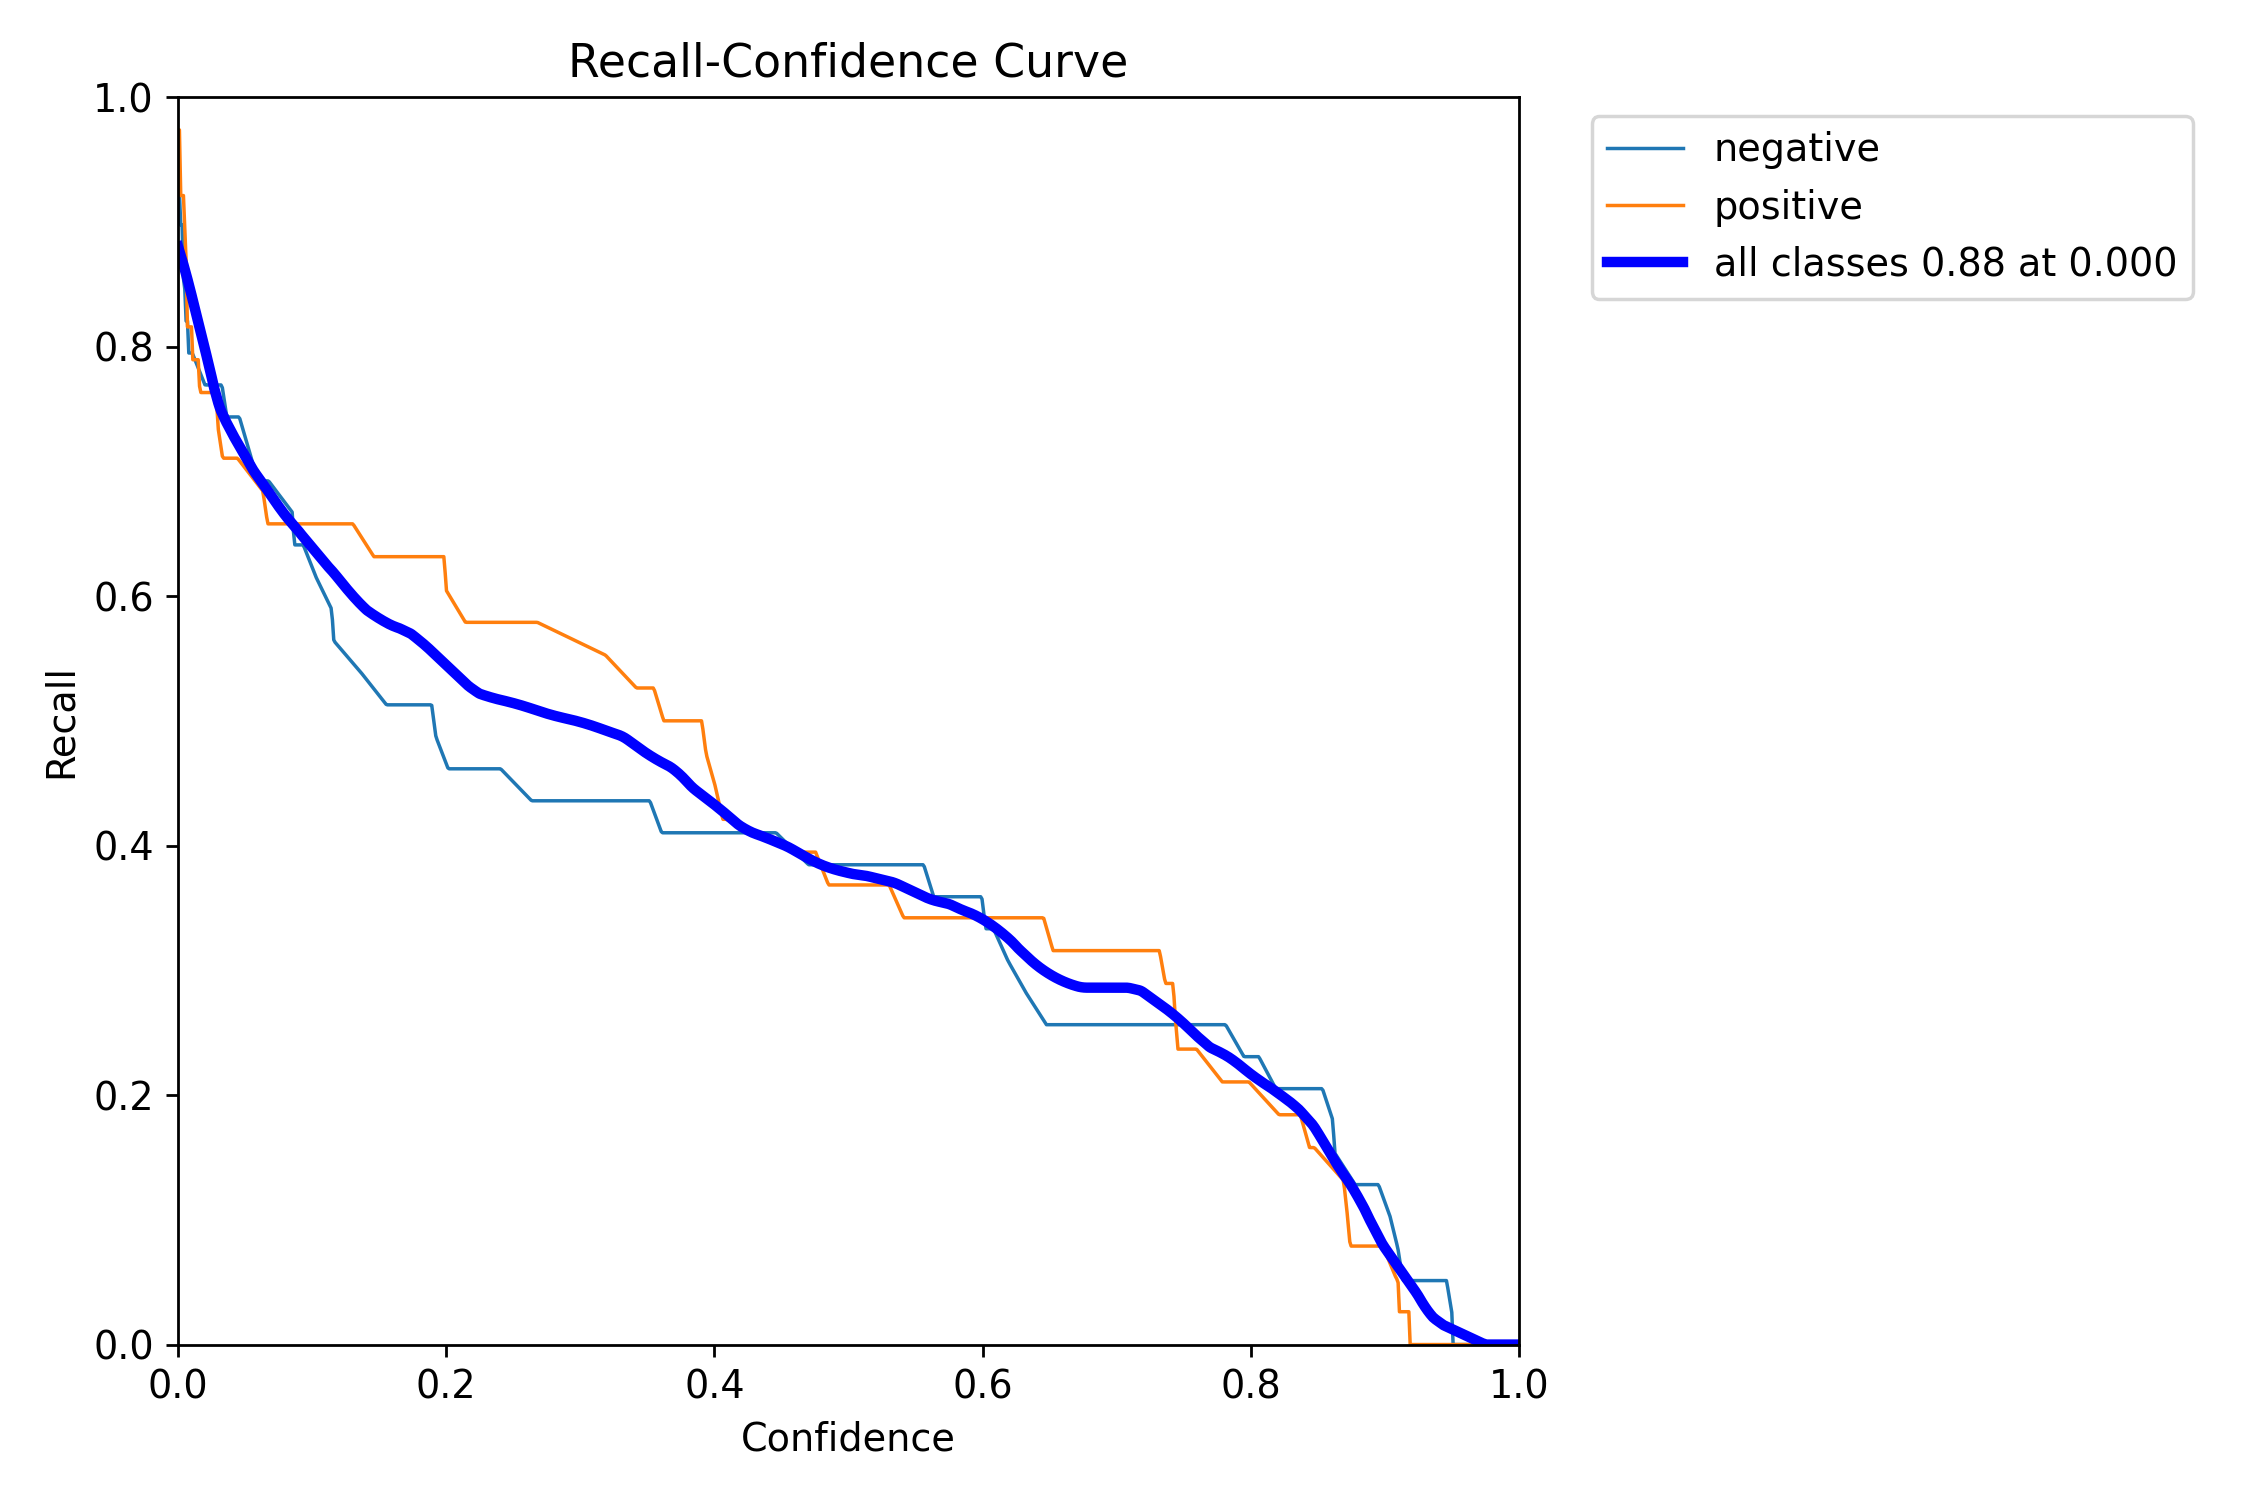 Recall-Confidence Curve
1.0
0.8
0.6
0.4
0.2
0.0
Recall
0.0 0.2 0.4 0.6 0.8 1.0
Confidence
negative
positive
all classes 0.88 at 0.000